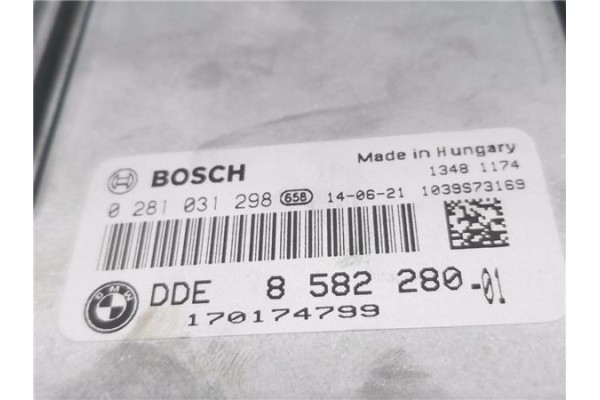 BOSCH
Made in Hungary
1348 1174
0 281 031 298 658 14-06-21 1039S73169
BMW DDE 8 582 280-01
170174799